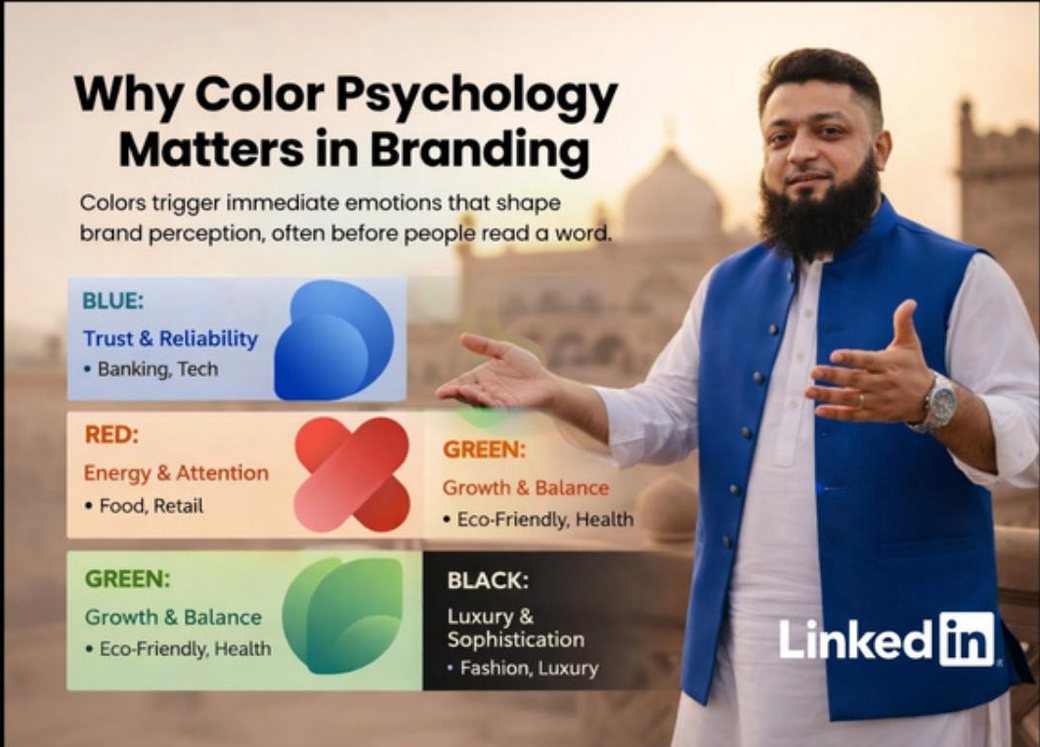 Why Color Psychology
Matters in Branding
Colors trigger immediate emotions that shape
brand perception, often before people read a word.
BLUE:
Trust & Reliability
• Banking, Tech
RED:
Energy & Attention
• Food, Retail
GREEN:
Growth & Balance
• Eco-Friendly, Health
GREEN:
Growth & Balance
• Eco-Friendly, Health
BLACK:
Luxury &
Sophistication
• Fashion, Luxury
Linked in